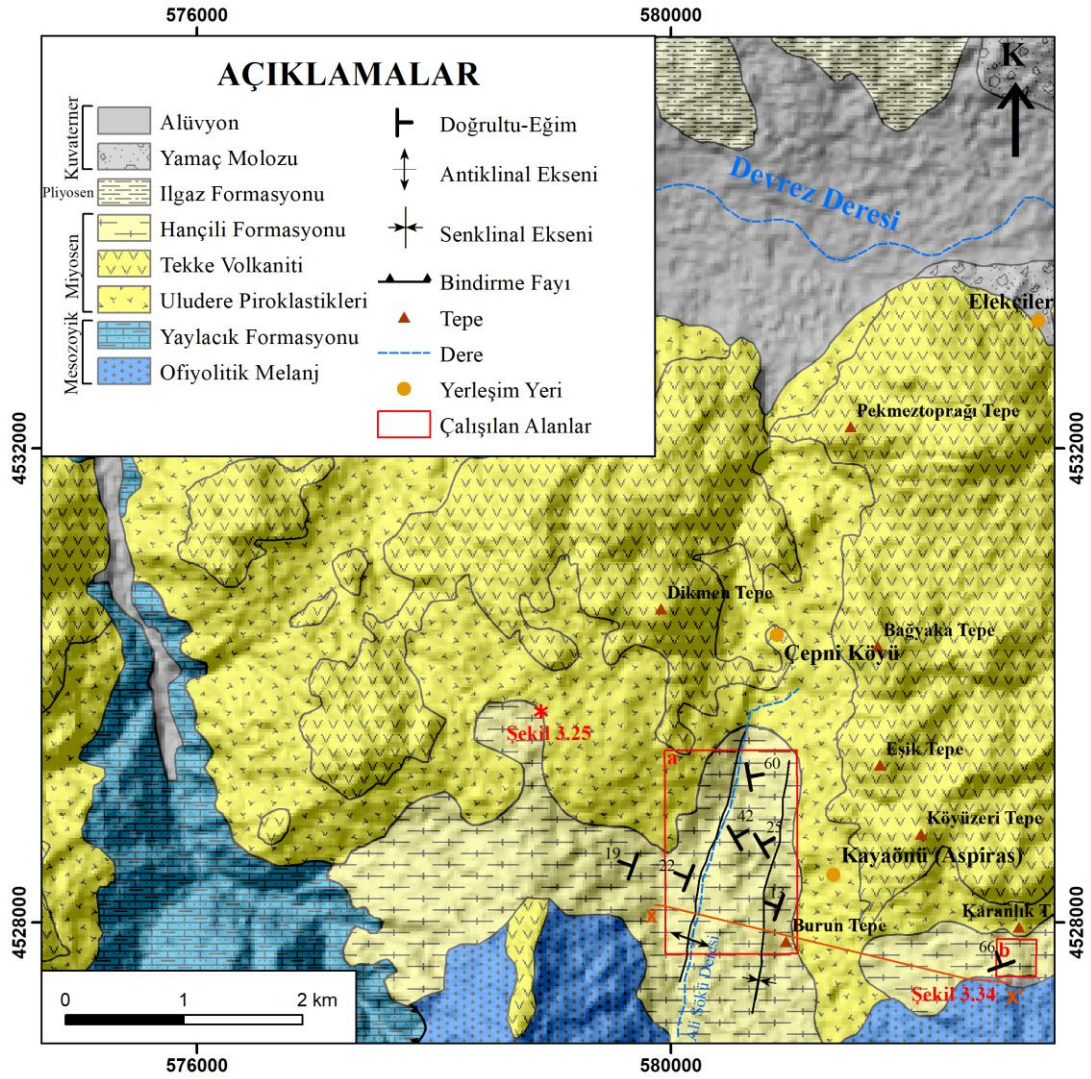 576000
580000
AÇIKLAMALAR
Kuvaterner
Alüvyon
Yamaç Molozu
Pliyosen
Ilgaz Formasyonu
Miyosen
Hançili Formasyonu
Tekke Volkaniti
Uludere Piroklastikleri
Mesozoyik
Yaylacık Formasyonu
Ofiyolitik Melanj
Doğrultu-Eğim
Antiklinal Ekseni
Senklinal Ekseni
Bindirme Fayı
Tepe
Dere
Yerleşim Yeri
Çalışılan Alanlar
K
Devrez Deresi
Elekçiler
Pekmeztoprağı Tepe
4532000
4532000
Dikmen Tepe
Bağyaka Tepe
Çepni Köyü
Şekil 3.25
a
60
Eşik Tepe
42
25
Köyüzeri Tepe
19
22
Kayaönü (Aspiras)
13
Karanlık T.
4528000
4528000
x
Burun Tepe
66
b
Ali Sökü Deresi
Şekil 3.34
x
0 1 2 km
576000
580000